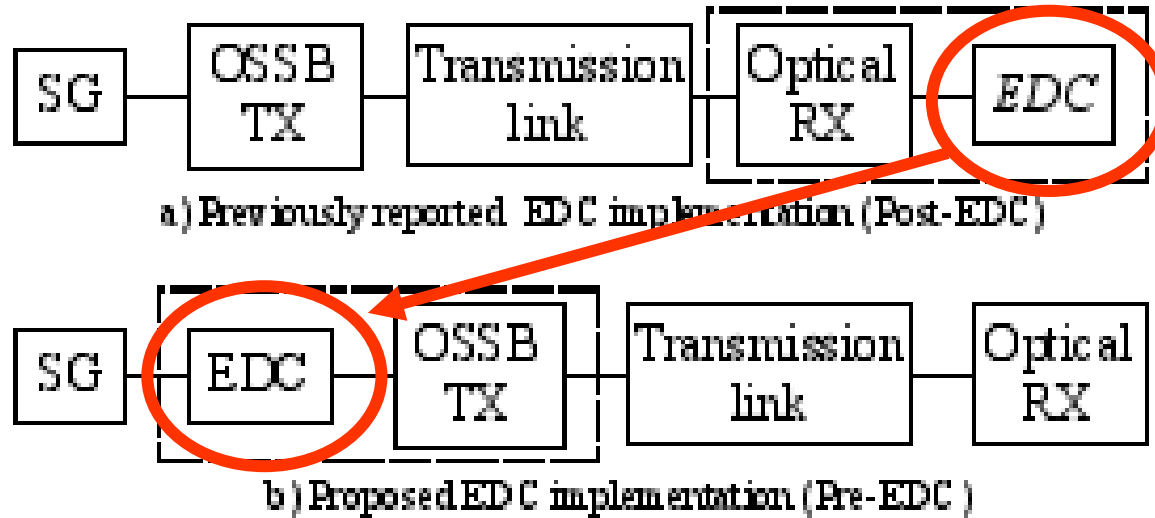 SG
OSSB
TX
Transmission
link
Optical
RX
EDC
a) Previously reported EDC implementation (Post-EDC)
SG
EDC
OSSB
TX
Transmission
link
Optical
RX
b) Proposed EDC implementation (Pre-EDC)